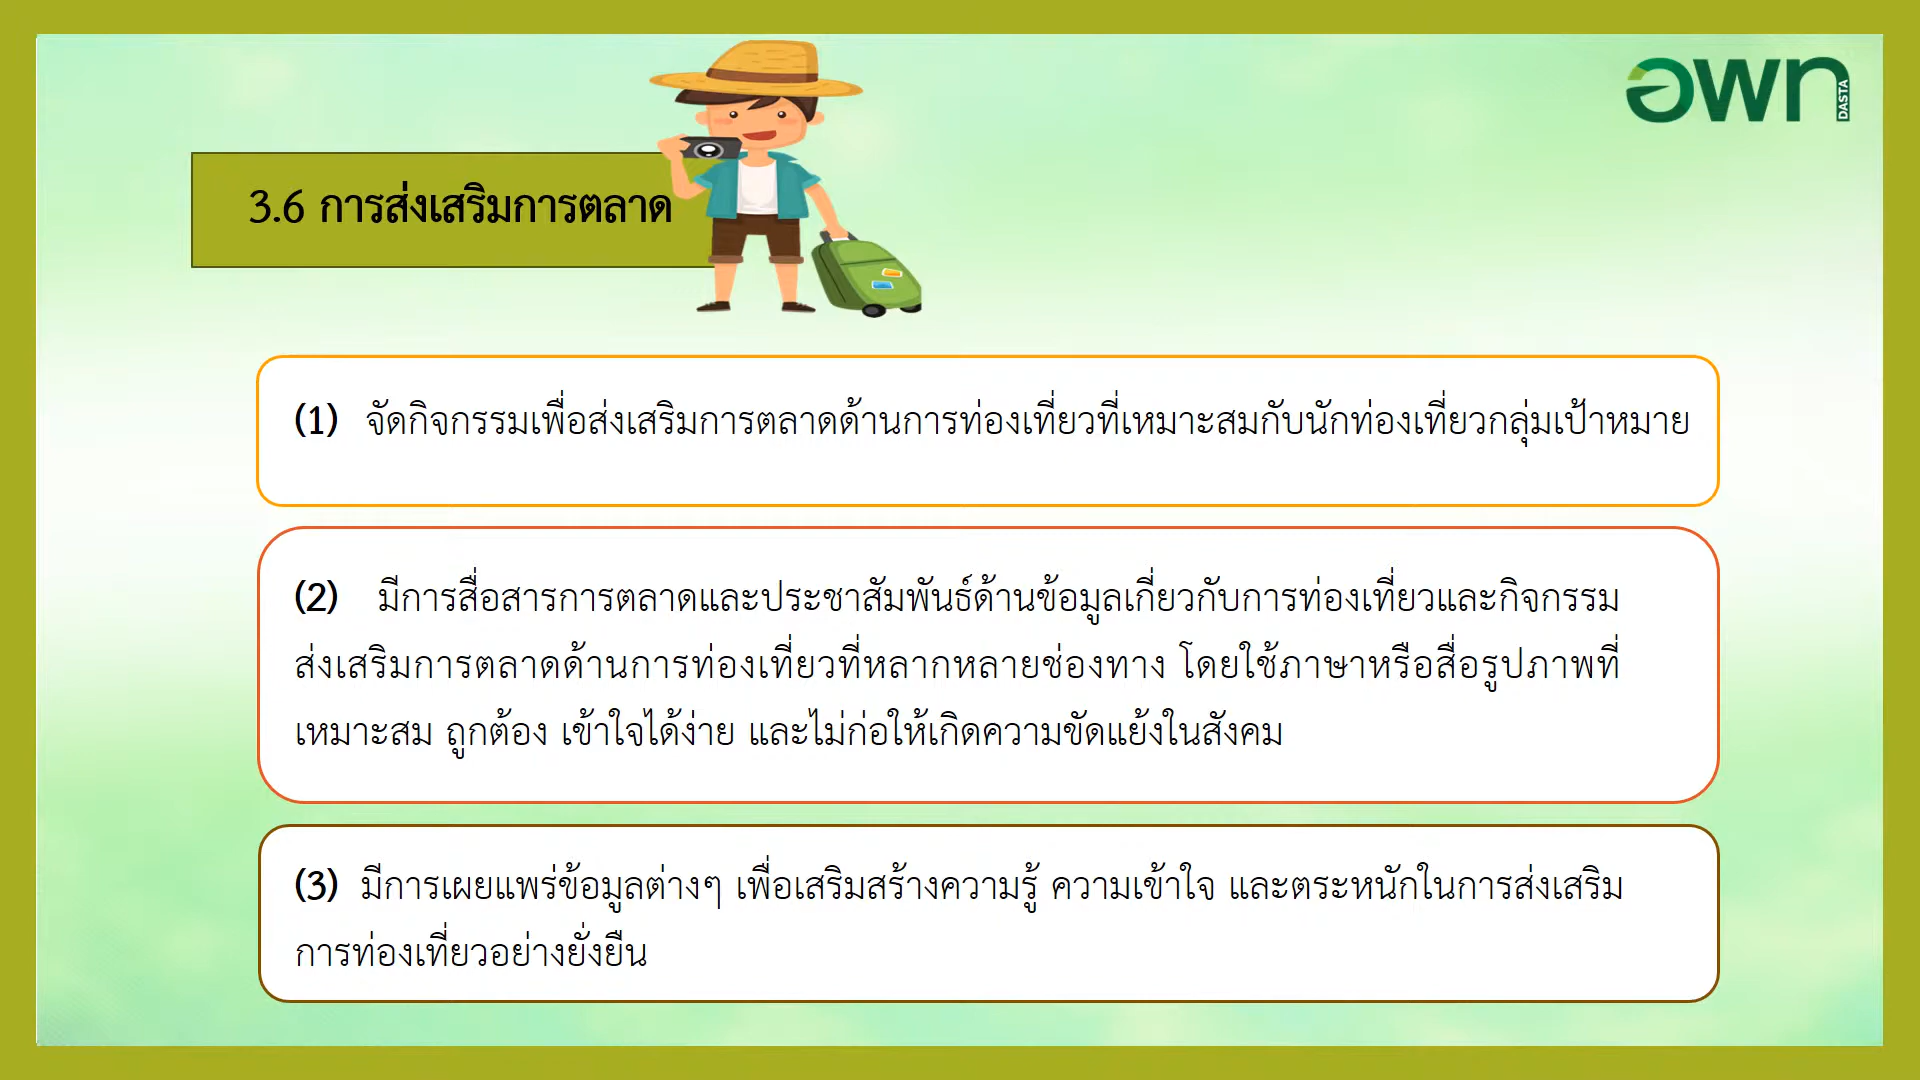 อพท
DASTA
3.6 การส่งเสริมการตลาด
(1) จัดกิจกรรมเพื่อส่งเสริมการตลาดด้านการท่องเที่ยวที่เหมาะสมกับนักท่องเที่ยวกลุ่มเป้าหมาย
(2) มีการสื่อสารการตลาดและประชาสัมพันธ์ด้านข้อมูลเกี่ยวกับการท่องเที่ยวและกิจกรรม
ส่งเสริมการตลาดด้านการท่องเที่ยวที่หลากหลายช่องทาง โดยใช้ภาษาหรือสื่อรูปภาพที่
เหมาะสม ถูกต้อง เข้าใจได้ง่าย และไม่ก่อให้เกิดความขัดแย้งในสังคม
(3) มีการเผยแพร่ข้อมูลต่างๆ เพื่อเสริมสร้างความรู้ ความเข้าใจ และตระหนักในการส่งเสริม
การท่องเที่ยวอย่างยั่งยืน